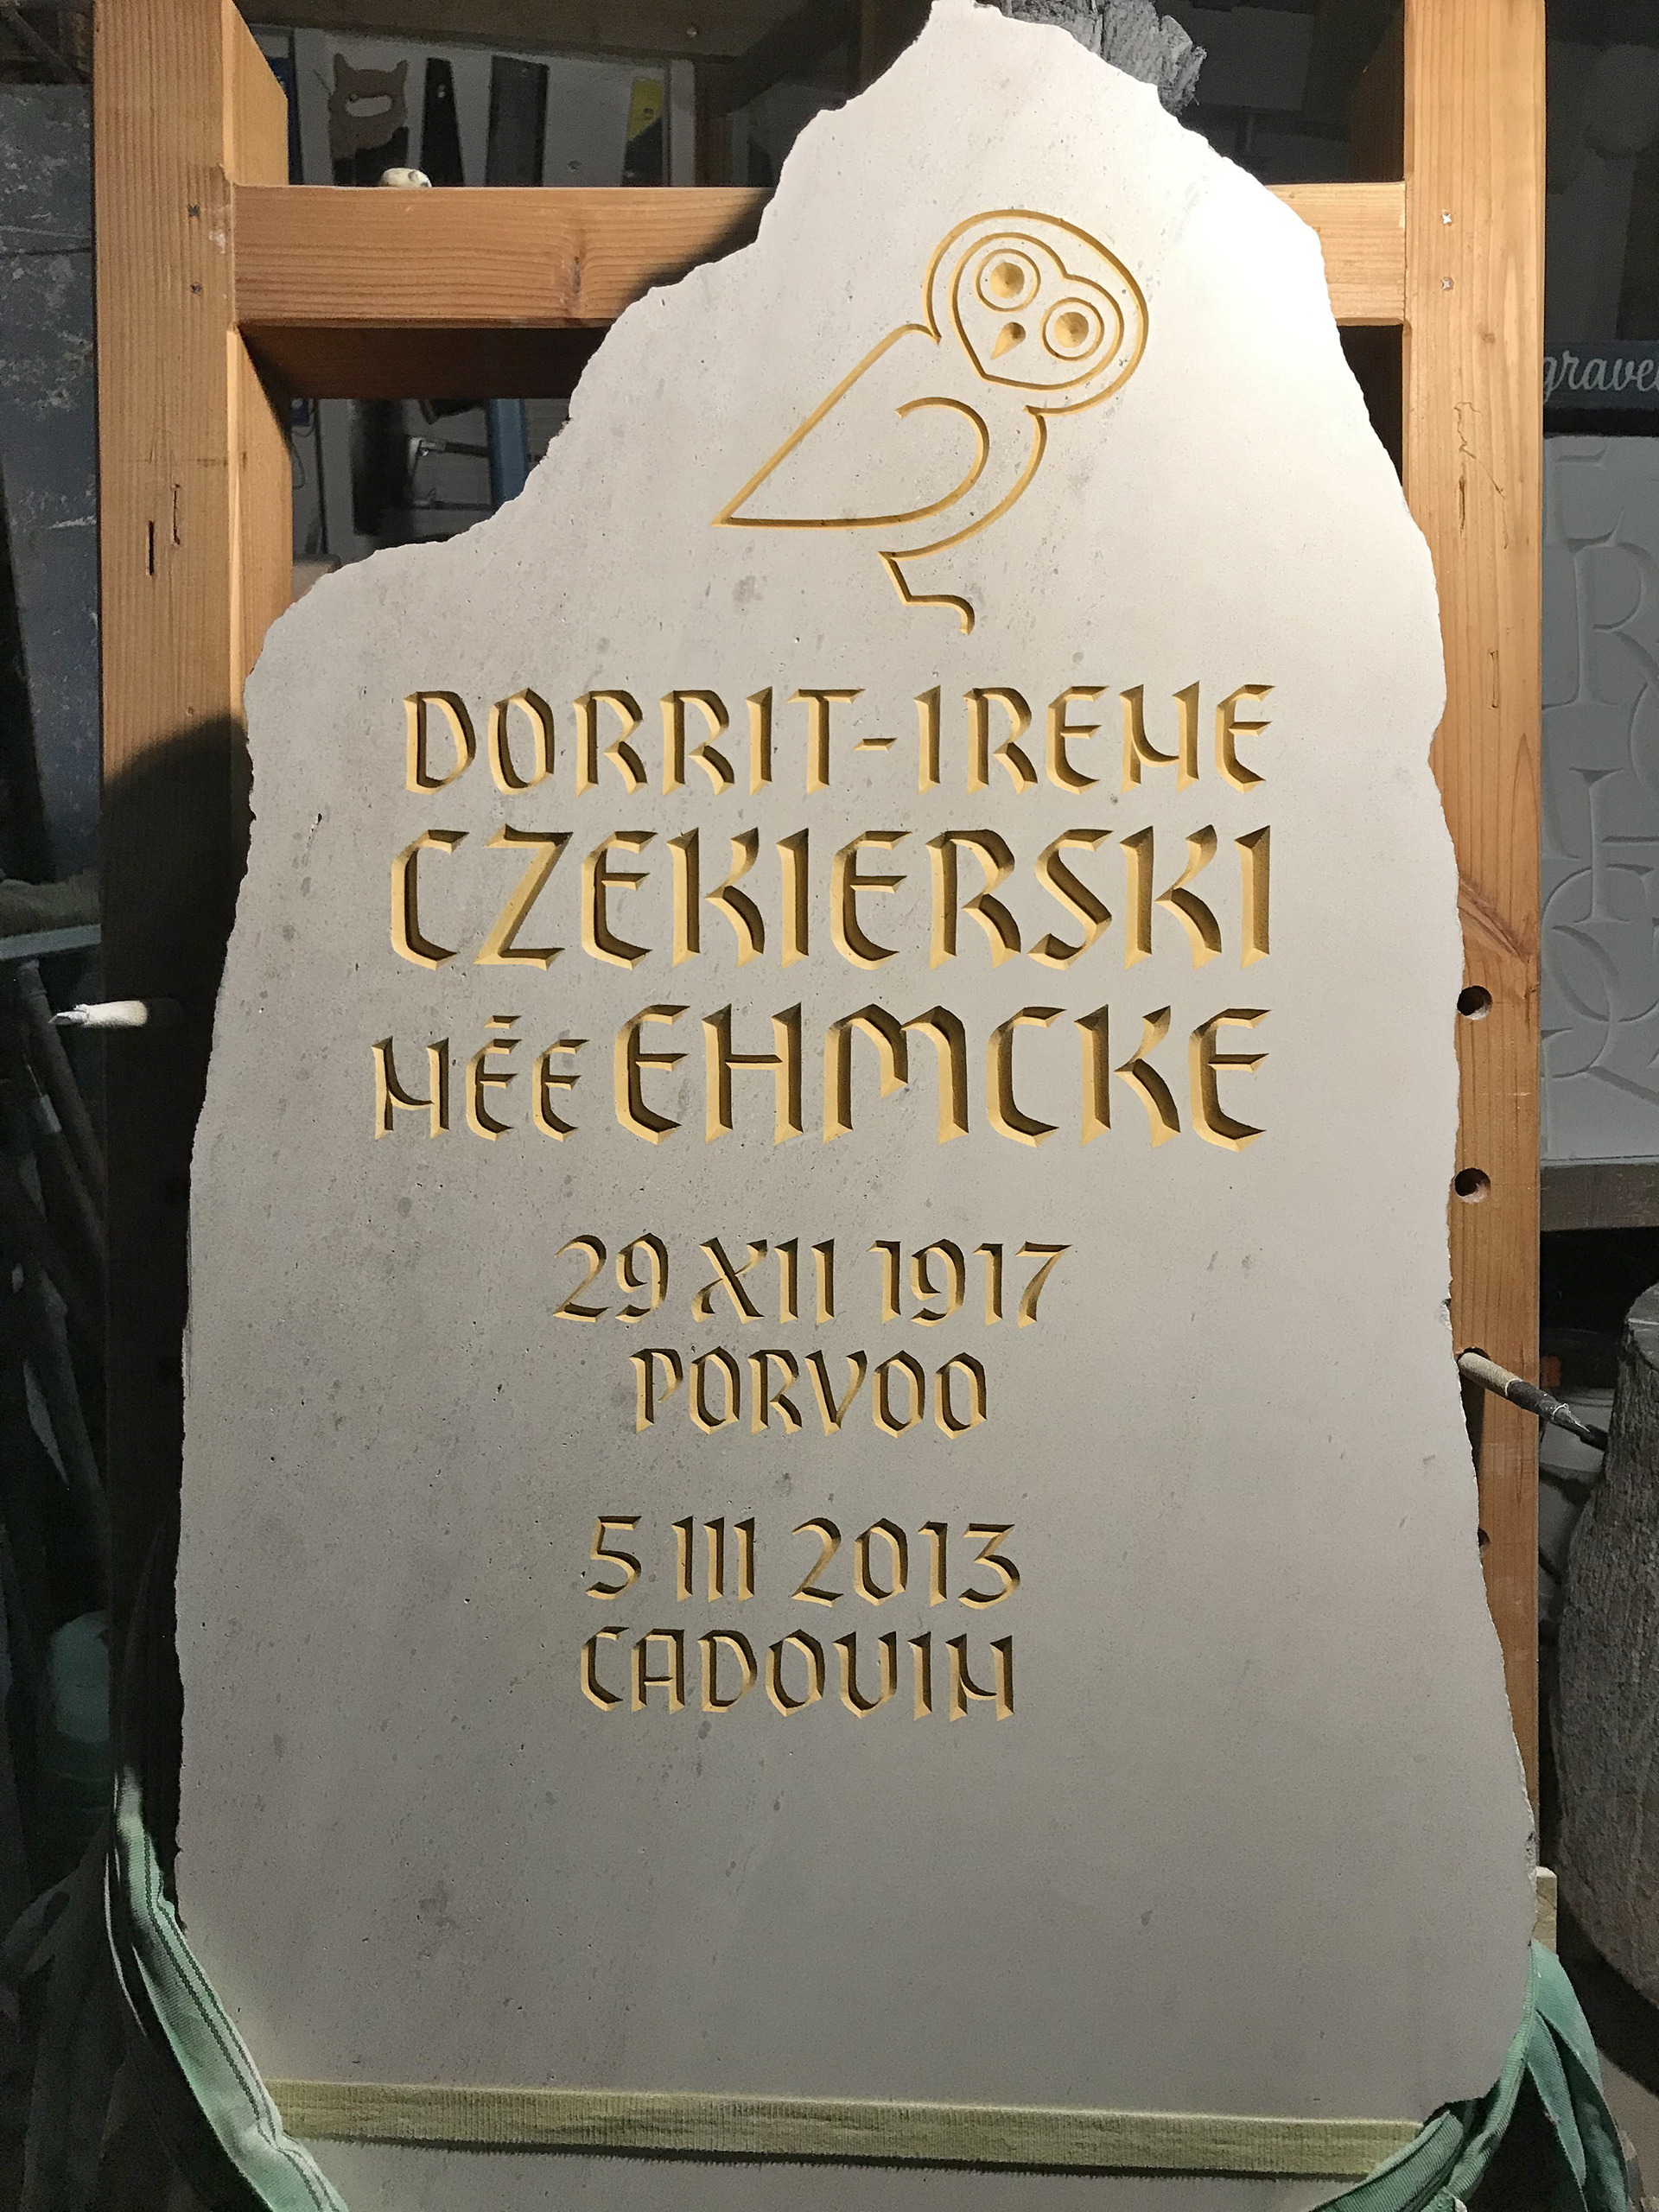 DORRIT-IRENE
CZEKIERSKI
NÉE EHMCKE
29 XII 1917
PORVOO
5 III 2013
CADOUIN